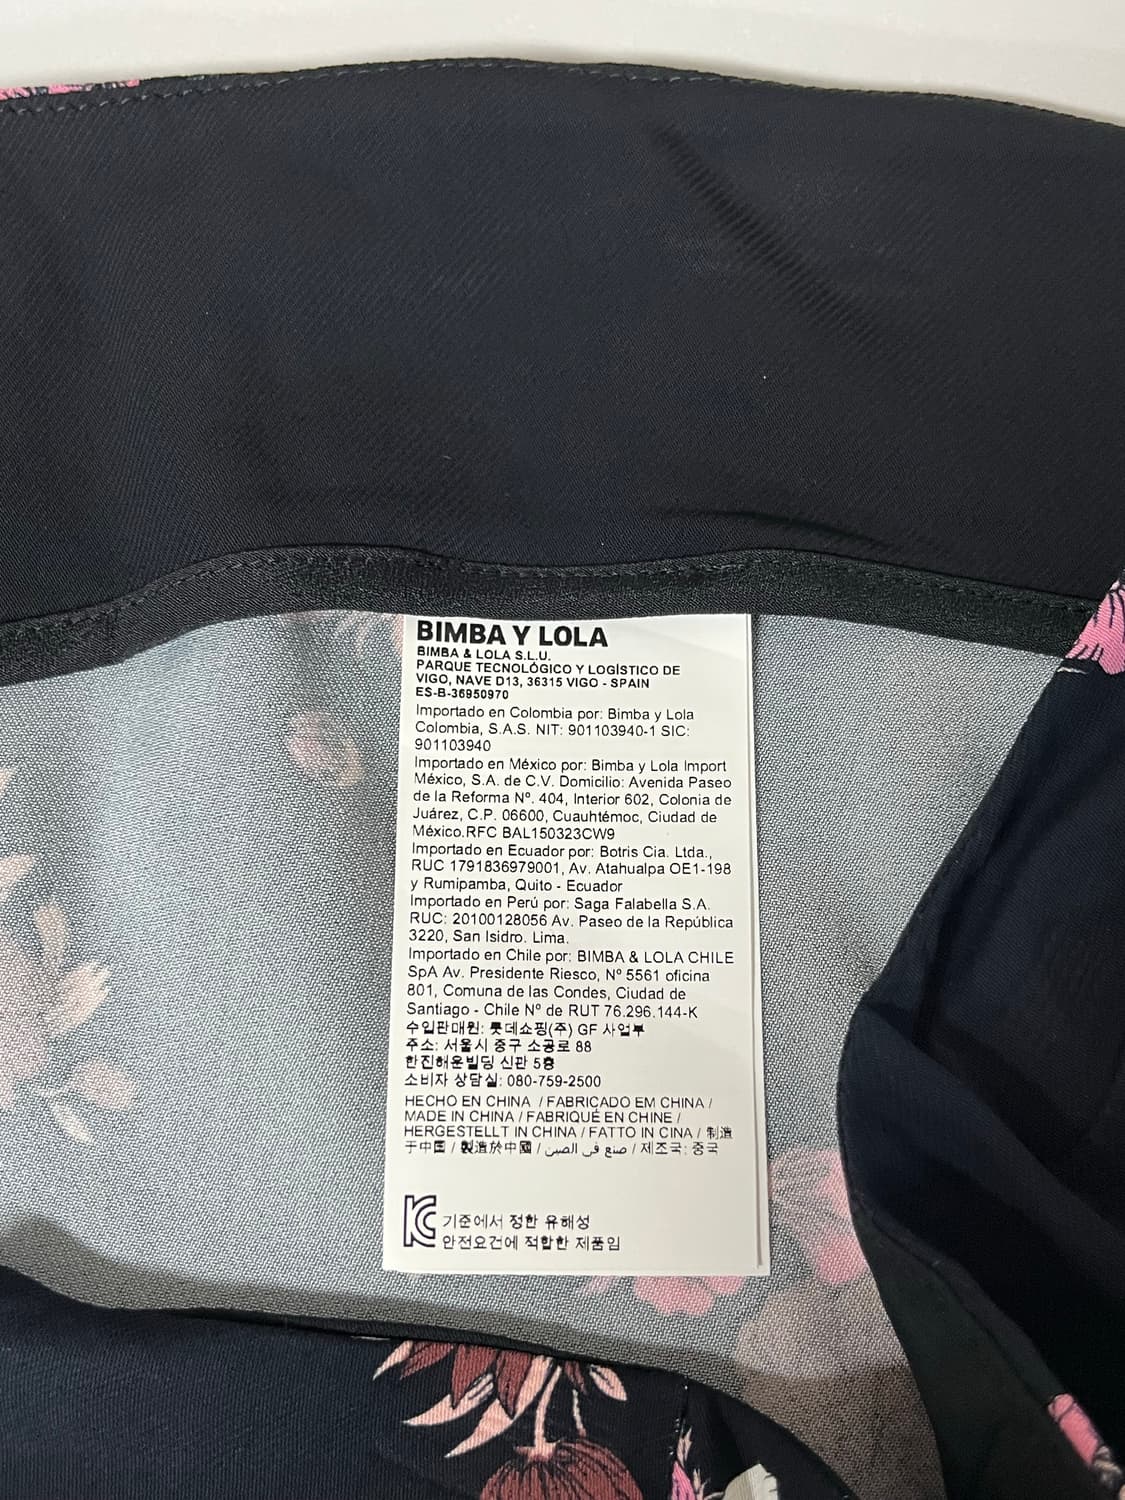 BIMBA Y LOLA
BIMBA & LOLA S.L.U.
PARQUE TECNOLÓGICO Y LOGÍSTICO DE
VIGO, NAVE D13, 36315 VIGO - SPAIN
ES-B-36950970
Importado en Colombia por: Bimba y Lola
Colombia, S.A.S. NIT: 901103940-1 SIC:
901103940
Importado en México por: Bimba y Lola Import
México, S.A. de C.V. Domicilio: Avenida Paseo
de la Reforma Nº. 404, Interior 602, Colonia de
Juárez, C.P. 06600, Cuauhtémoc, Ciudad de
México.RFC BAL150323CW9
Importado en Ecuador por: Botris Cia. Ltda.,
RUC 1791836979001, Av. Atahualpa OE1-198
y Rumipamba, Quito - Ecuador
Importado en Perú por: Saga Falabella S.A.
RUC: 20100128056 Av. Paseo de la República
3220, San Isidro. Lima.
Importado en Chile por: BIMBA & LOLA CHILE
SpA Av. Presidente Riesco, Nº 5561 oficina
801, Comuna de las Condes, Ciudad de
Santiago - Chile Nº de RUT 76.296.144-K
수입판매원: 롯데쇼핑(주) GF 사업부
주소: 서울시 중구 소공로 88
한진해운빌딩 신관 5층
소비자 상담실: 080-759-2500
HECHO EN CHINA / FABRICADO EM CHINA /
MADE IN CHINA / FABRIQUÉ EN CHINE /
HERGESTELLT IN CHINA / FATTO IN CINA / 制造
于中国 / 製造於中國 / صنع في الصين / 제조국: 중국
KC 기준에서 정한 유해성
안전요건에 적합한 제품임